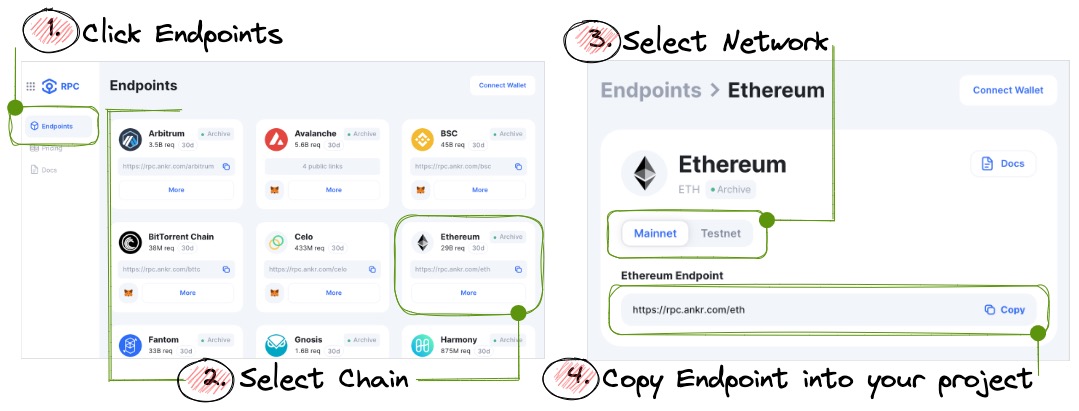 1. Click Endpoints
RPC
Endpoints
Pricing
Docs
Endpoints
Connect Wallet
Arbitrum
Archive
3.5B req 30d
https://rpc.ankr.com/arbitrum
More
Avalanche
Archive
5.6B req 30d
4 public links
More
BSC
Archive
45B req 30d
https://rpc.ankr.com/bsc
More
BitTorrent Chain
38M req 30d
https://rpc.ankr.com/bttc
More
Celo
433M req 30d
https://rpc.ankr.com/celo
More
Ethereum
Archive
29B req 30d
https://rpc.ankr.com/eth
More
Fantom
Archive
33B req 30d
Gnosis
Archive
1.6B req 30d
Harmony
Archive
875M req 30d
2. Select Chain
3. Select Network
Endpoints > Ethereum
Connect Wallet
Ethereum
ETH Archive
Docs
Mainnet Testnet
Ethereum Endpoint
https://rpc.ankr.com/eth Copy
4. Copy Endpoint into your project